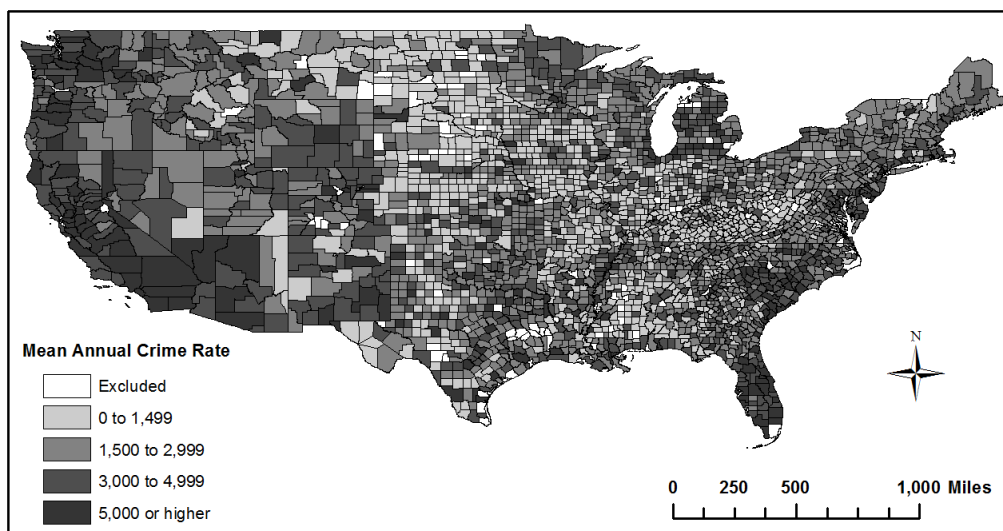 Mean Annual Crime Rate
Excluded
0 to 1,499
1,500 to 2,999
3,000 to 4,999
5,000 or higher
N
0 250 500 1,000 Miles